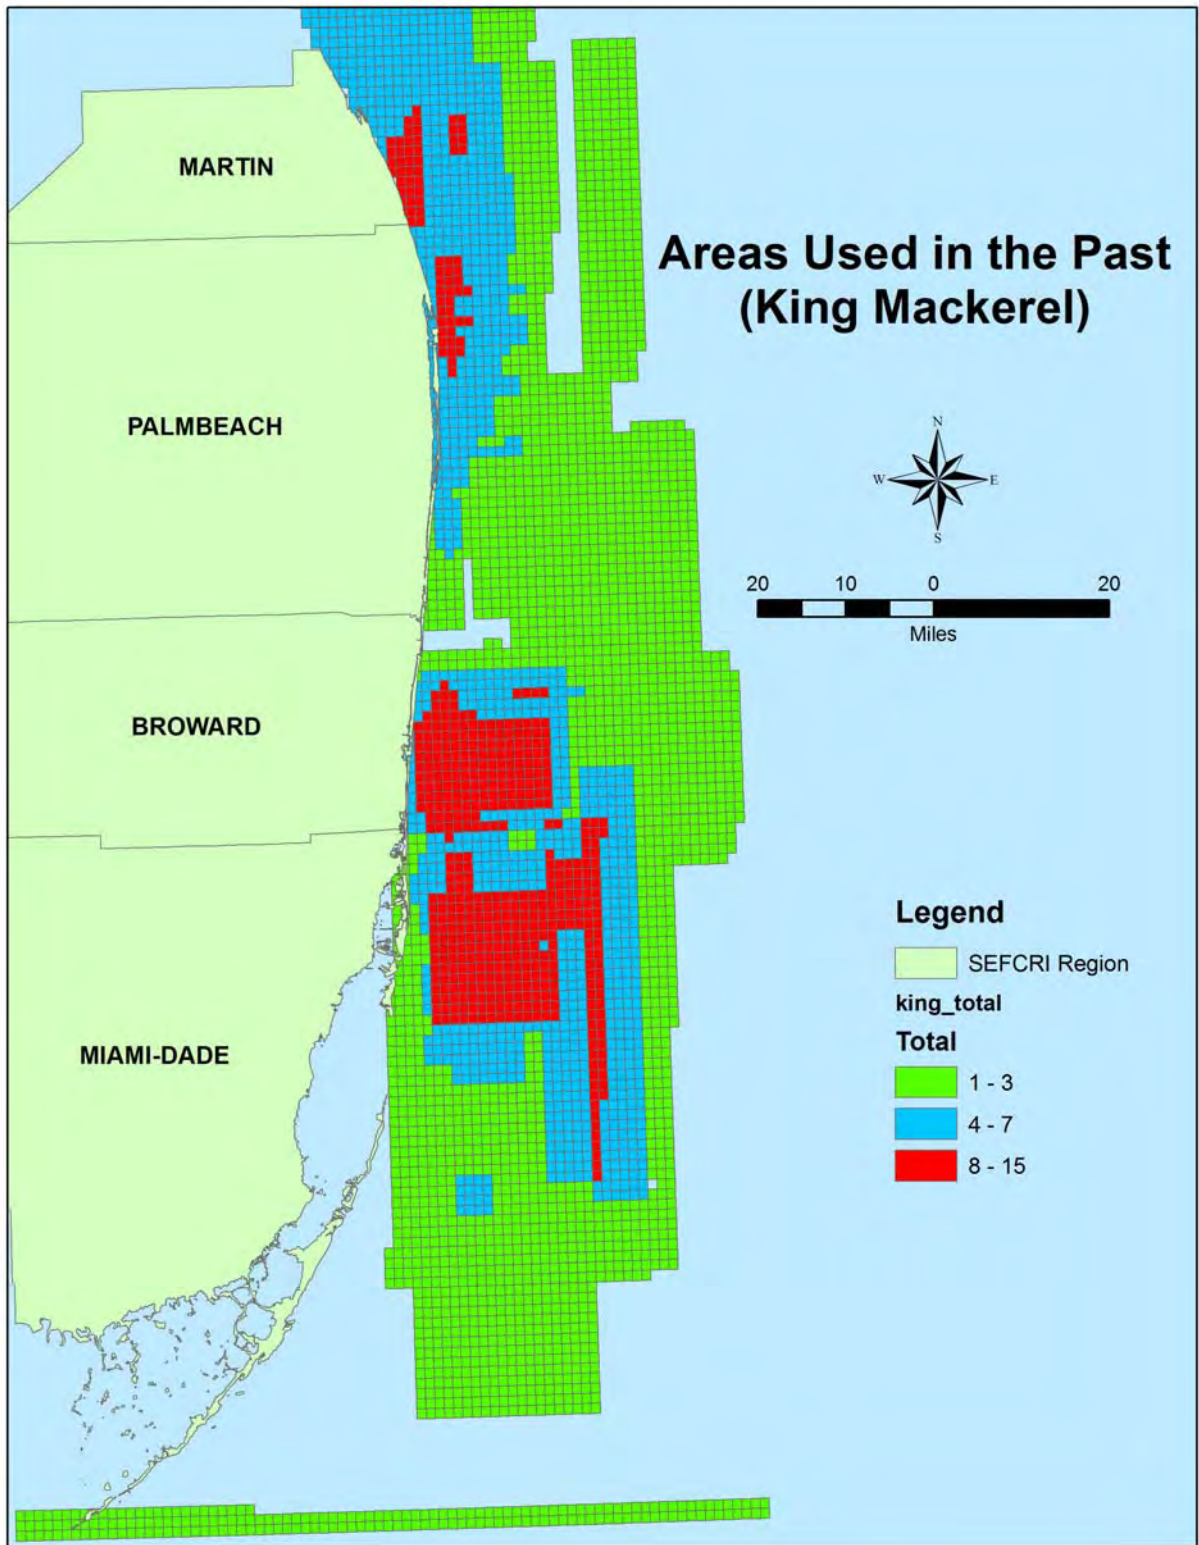 MARTIN
Areas Used in the Past
(King Mackerel)
PALMBEACH
N
W
E
S
20
10
0
20
Miles
BROWARD
Legend
SEFCRI Region
king_total
Total
MIAMI-DADE
1 - 3
4 - 7
8 - 15